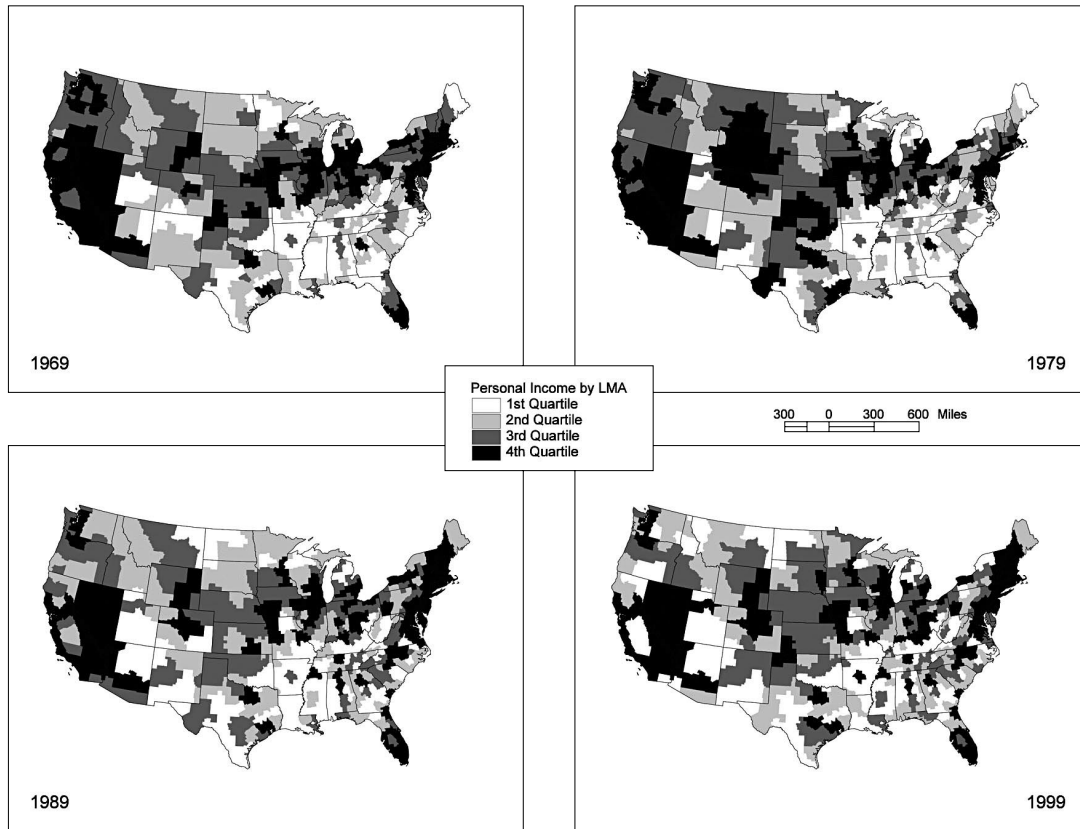 1969
1979
Personal Income by LMA
1st Quartile
2nd Quartile
3rd Quartile
4th Quartile
300 0 300 600 Miles
1989
1999